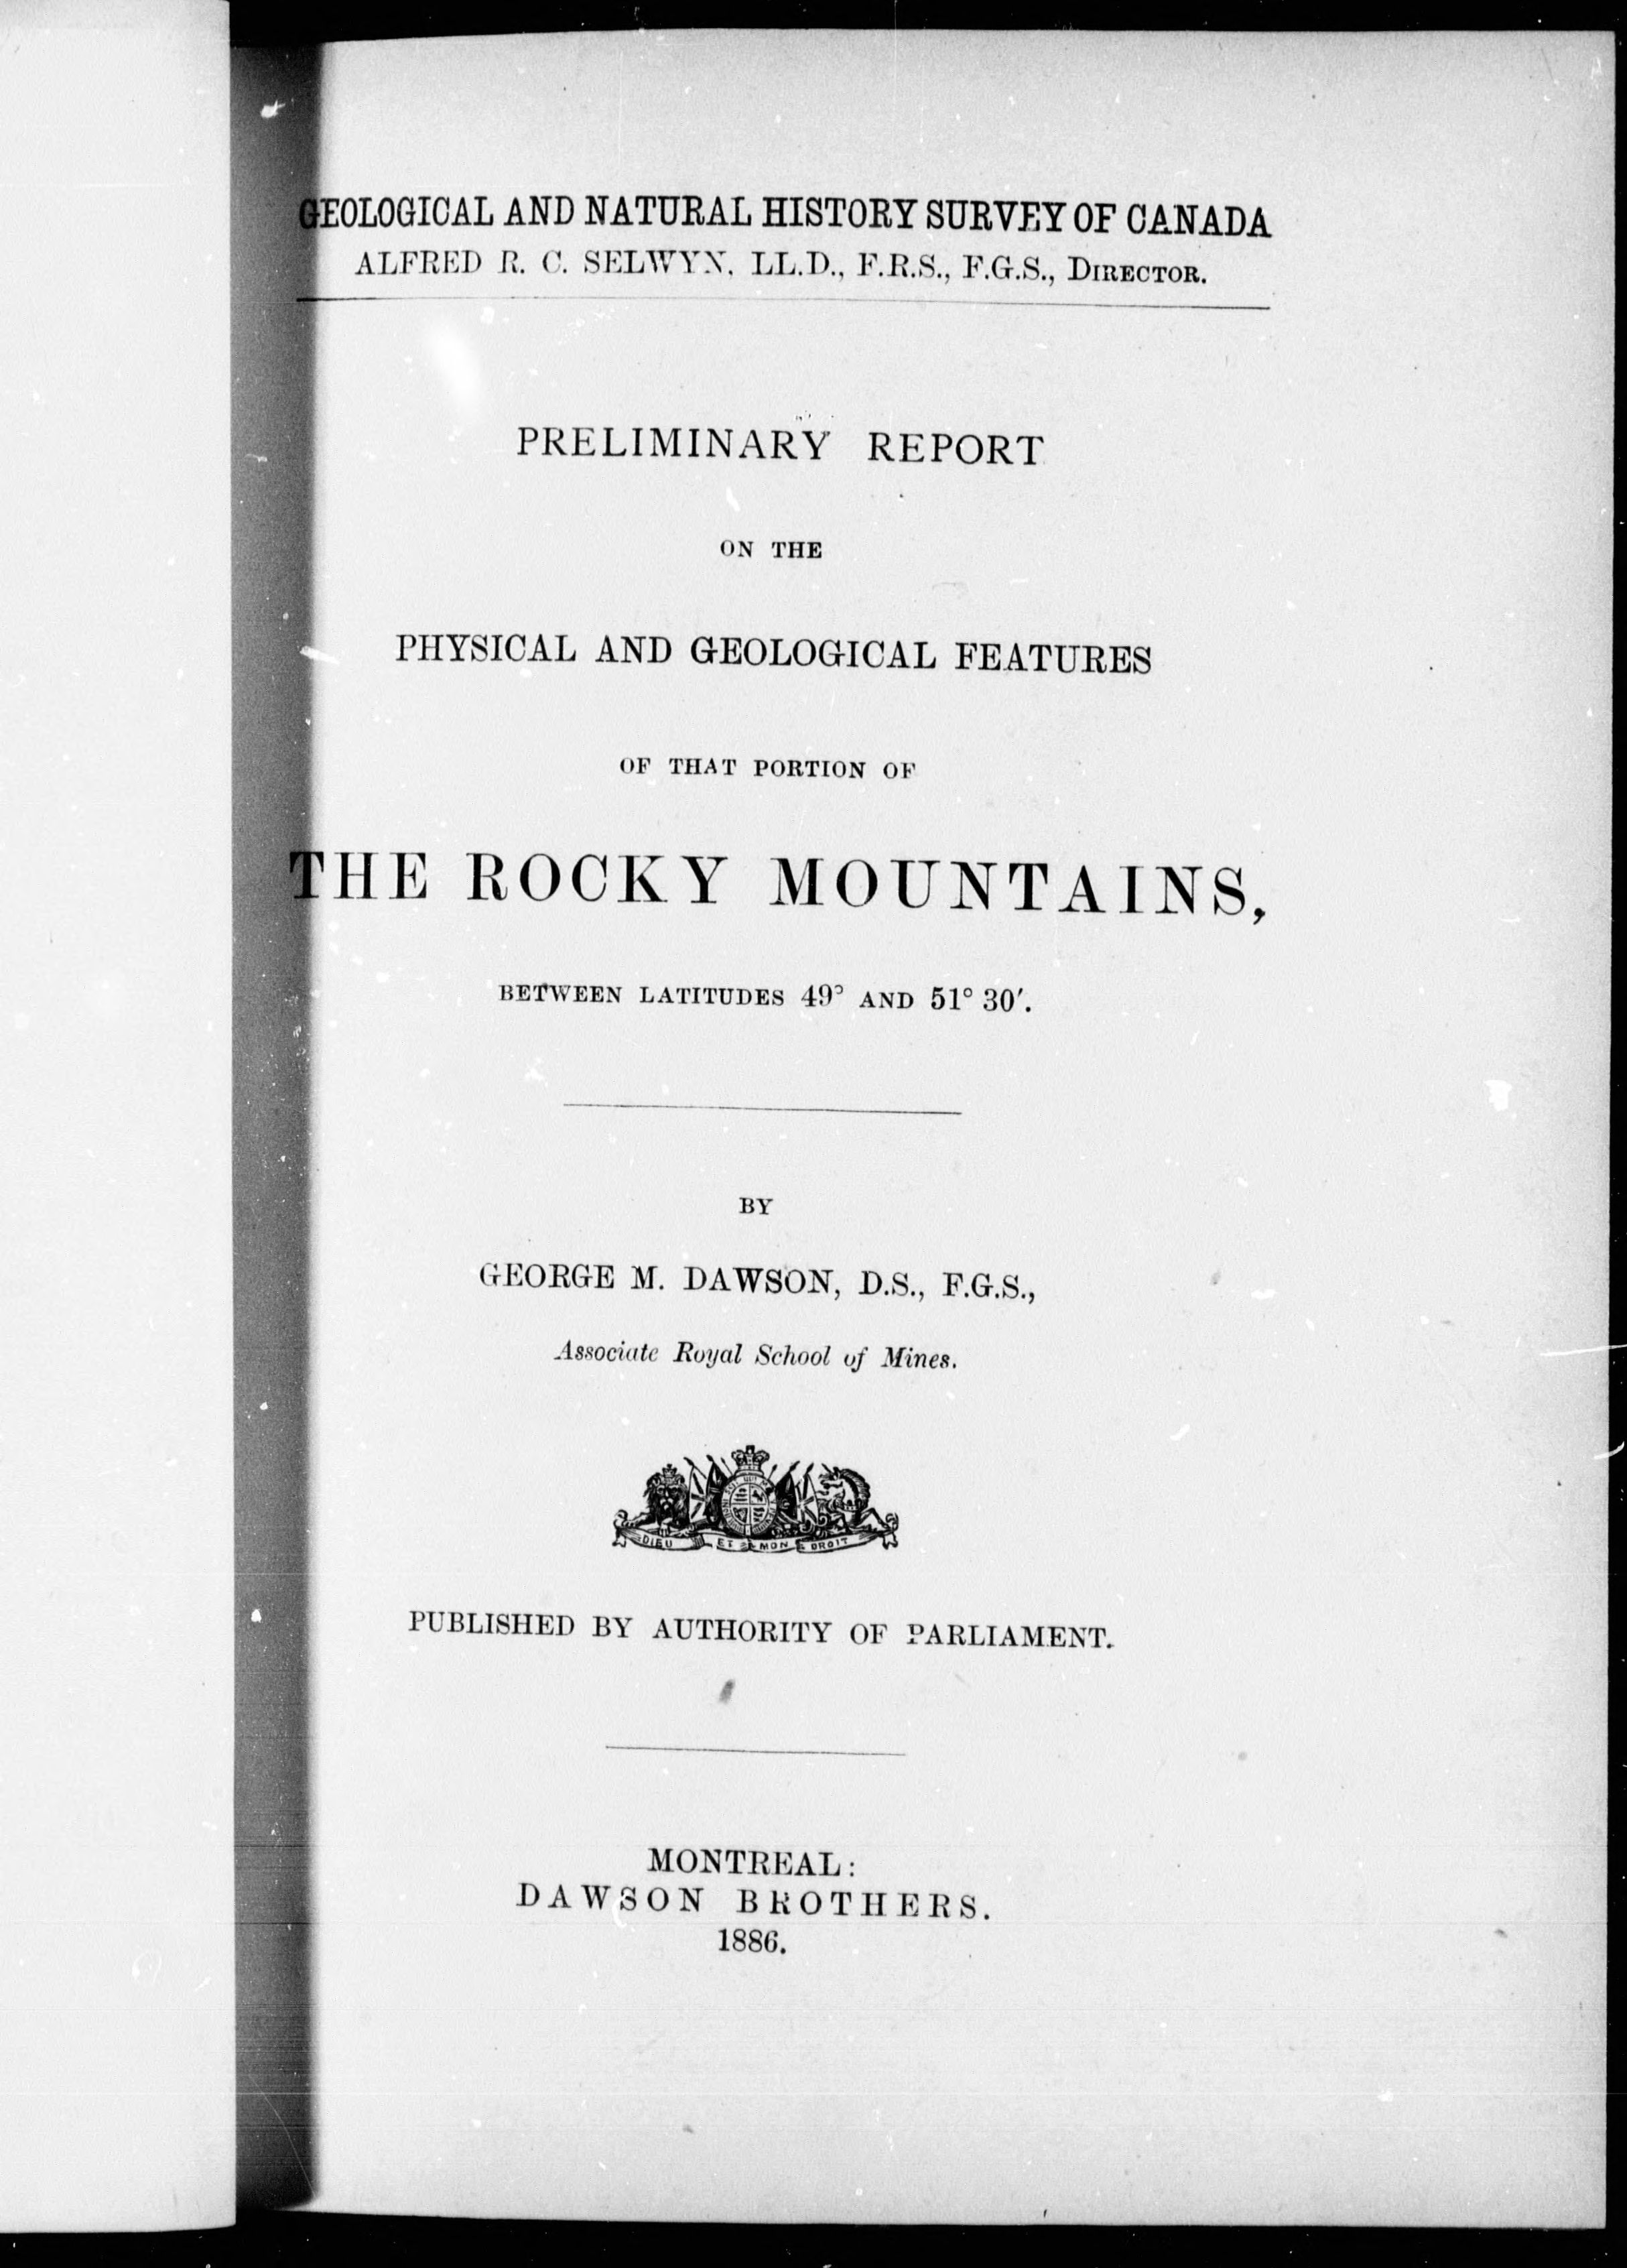 GEOLOGICAL AND NATURAL HISTORY SURVEY OF CANADA
ALFRED R. C. SELWYN, LL.D., F.R.S., F.G.S., DIRECTOR.
PRELIMINARY REPORT
ON THE
PHYSICAL AND GEOLOGICAL FEATURES
OF THAT PORTION OF
THE ROCKY MOUNTAINS,
BETWEEN LATITUDES 49° AND 51° 30′.
BY
GEORGE M. DAWSON, D.S., F.G.S.,
Associate Royal School of Mines.
DIEU ET MON DROIT
PUBLISHED BY AUTHORITY OF PARLIAMENT.
MONTREAL:
DAWSON BROTHERS.
1886.